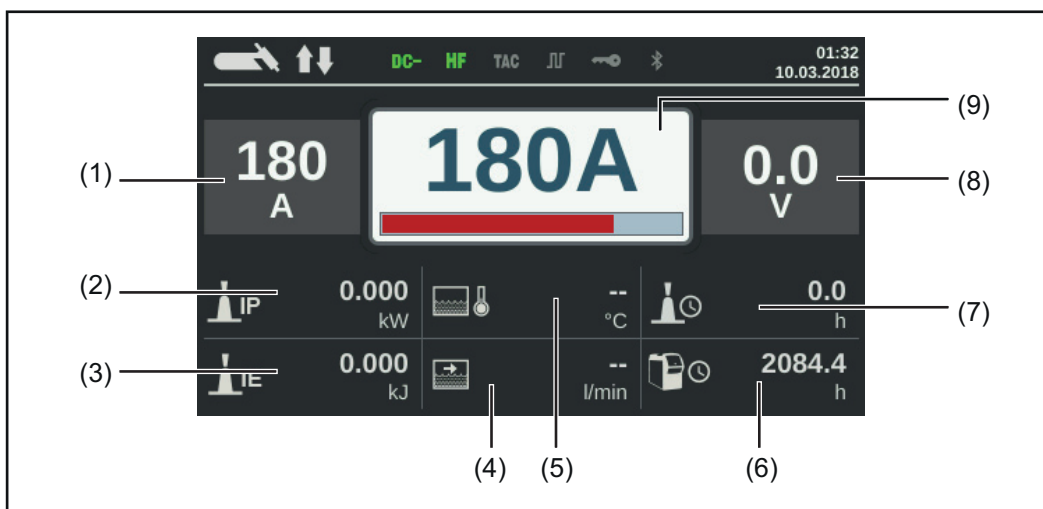 DC- HF TAC 01:32
10.03.2018
(9)
180A
(1) 180 0.0 (8)
A V
(2) IP 0.000 -- 0.0 (7)
kW °C h
(3) IE 0.000 -- 2084.4
kJ l/min h
(4) (5) (6)